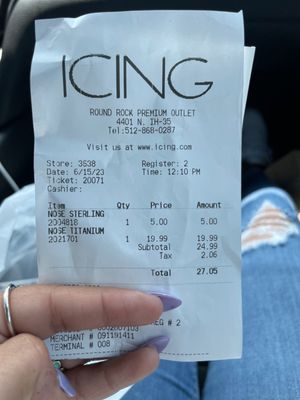 ICING
ROUND ROCK PREMIUM OUTLET
4401 N. IH-35
Tel:512-868-0287
Visit us at www.icing.com
Store: 3538 Register: 2
Date: 6/15/23 Time: 12:10 PM
Ticket: 20071
Cashier:
Item Qty Price Amount
NOSE STERLING
2004818 1 5.00 5.00
NOSE TITANIUM
2021701 1 19.99 19.99
Subtotal 24.99
Tax 2.06
Total 27.05
# 2
MERCHANT # 091191411
TERMINAL # 008